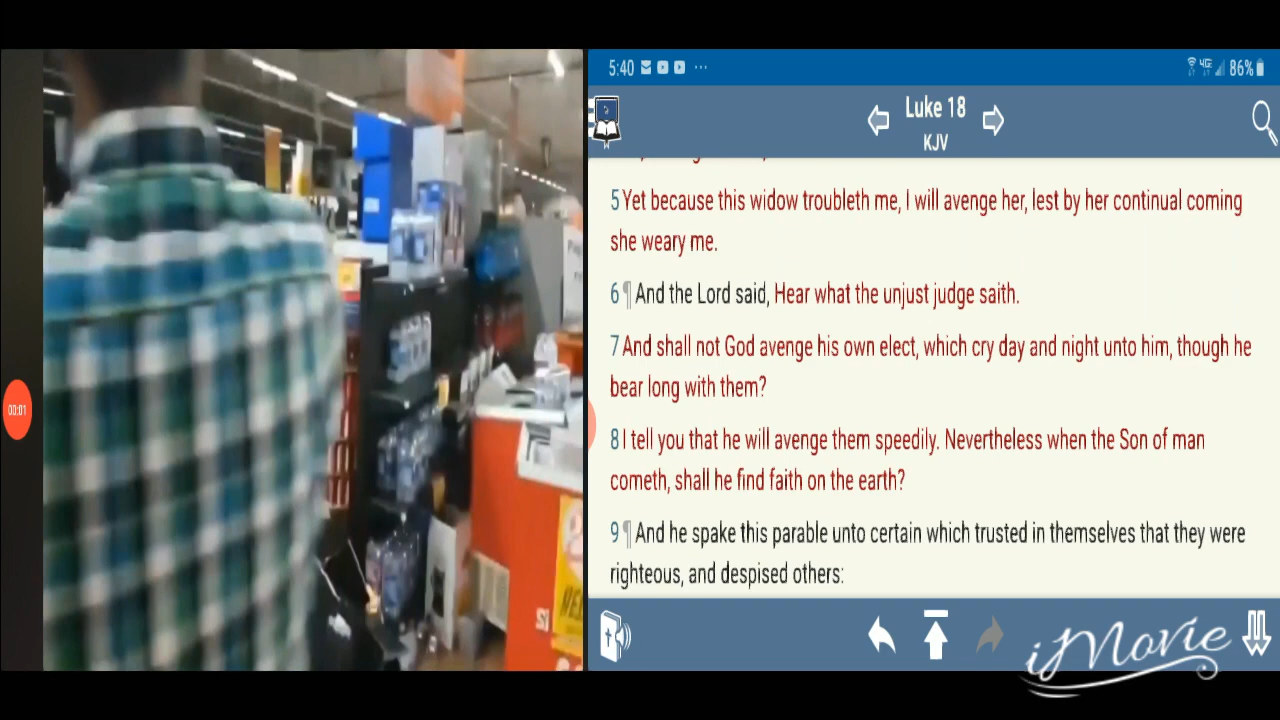 5:40
86%
Luke 18
KJV
5 Yet because this widow troubleth me, I will avenge her, lest by her continual coming
she weary me.
6 ¶ And the Lord said, Hear what the unjust judge saith.
7 And shall not God avenge his own elect, which cry day and night unto him, though he
bear long with them?
8 I tell you that he will avenge them speedily. Nevertheless when the Son of man
cometh, shall he find faith on the earth?
9 ¶ And he spake this parable unto certain which trusted in themselves that they were
righteous, and despised others:
00:01
iMovie